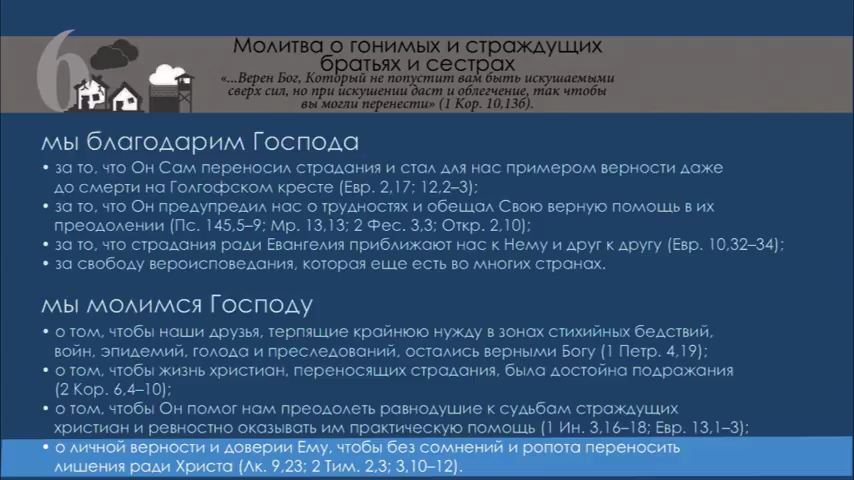 6
Молитва о гонимых и страждущих
братьях и сестрах
«...Верен Бог, Который не попустит вам быть искушаемыми
сверх сил, но при искушении даст и облегчение, так чтобы
вы могли перенести» (1 Кор. 10,13б).
мы благодарим Господа
• за то, что Он Сам переносил страдания и стал для нас примером верности даже
до смерти на Голгофском кресте (Евр. 2,17; 12,2–3);
• за то, что Он предупредил нас о трудностях и обещал Свою верную помощь в их
преодолении (Пс. 145,5–9; Мр. 13,13; 2 Фес. 3,3; Откр. 2,10);
• за то, что страдания ради Евангелия приближают нас к Нему и друг к другу (Евр. 10,32–34);
• за свободу вероисповедания, которая еще есть во многих странах.
мы молимся Господу
• о том, чтобы наши друзья, терпящие крайнюю нужду в зонах стихийных бедствий,
войн, эпидемий, голода и преследований, остались верными Богу (1 Петр. 4,19);
• о том, чтобы жизнь христиан, переносящих страдания, была достойна подражания
(2 Кор. 6,4–10);
• о том, чтобы Он помог нам преодолеть равнодушие к судьбам страждущих
христиан и ревностно оказывать им практическую помощь (1 Ин. 3,16–18; Евр. 13,1–3);
• о личной верности и доверии Ему, чтобы без сомнений и ропота переносить
лишения ради Христа (Лк. 9,23; 2 Тим. 2,3; 3,10–12).